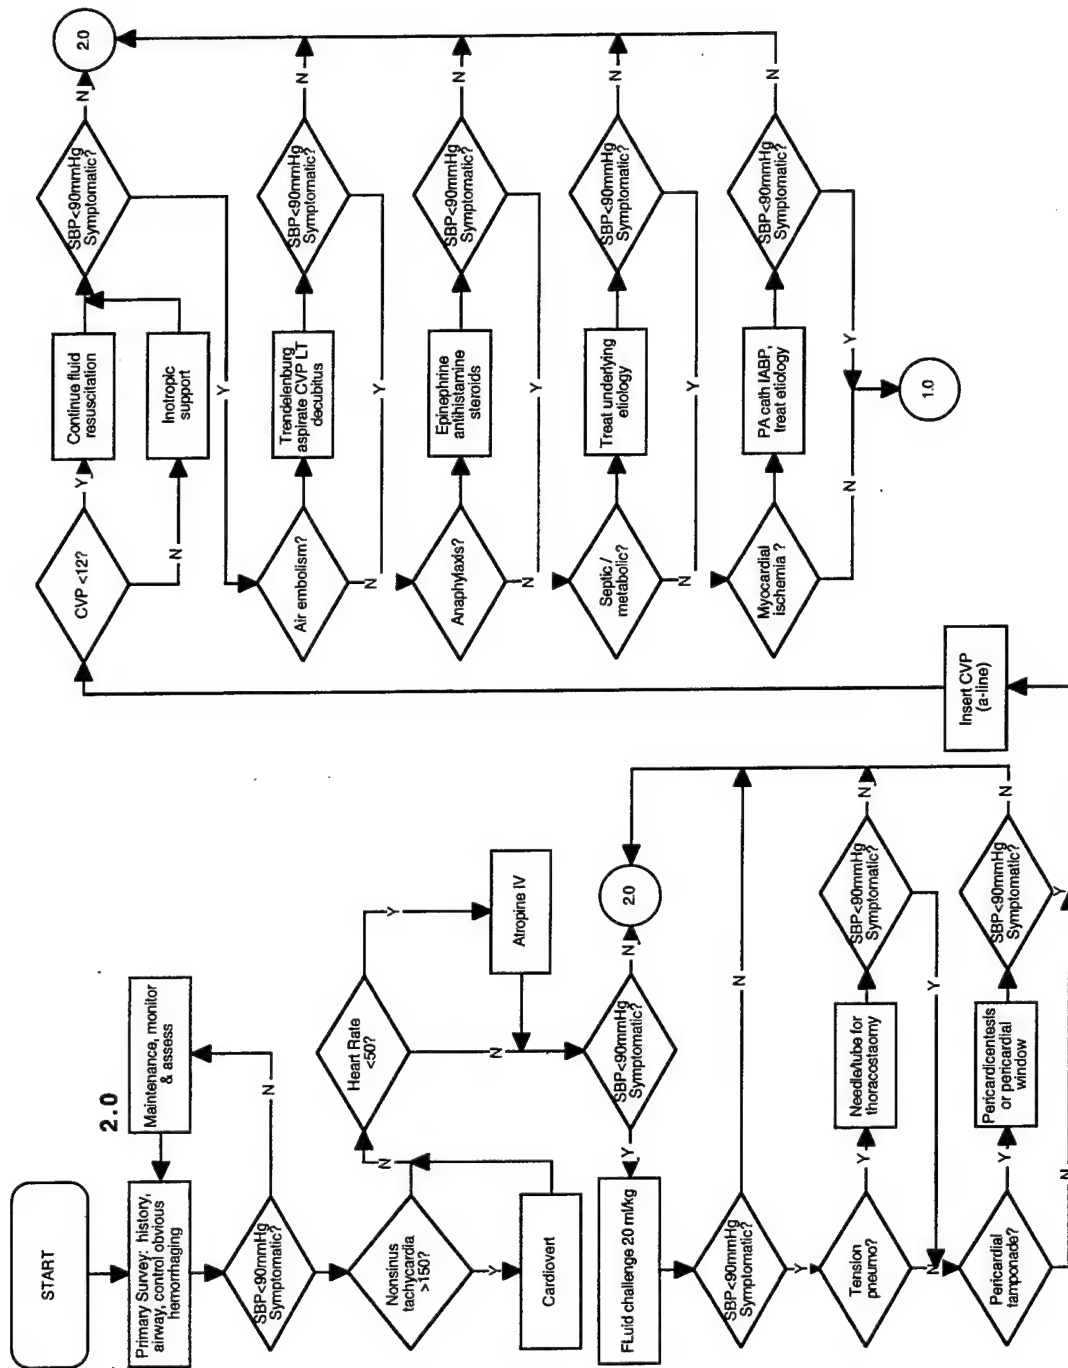 START
2.0
Primary Survey: history,
airway, control obvious
hemorrhaging
Maintenance, monitor
& assess
SBP<90mmHg
Symptomatic?
N
Nonsinus
tachycardia
>150?
N
Y
Cardiovert
Heart Rate
<50?
Y
N
Atropine IV
SBP<90mmHg
Symptomatic?
N
2.0
Y
FLuid challenge 20 ml/kg
SBP<90mmHg
Symptomatic?
N
Y
Tension
pneumo?
Y
N
Needle/tube for
thoracostaomy
SBP<90mmHg
Symptomatic?
N
Y
Pericardial
tamponade?
Y
N
Pericardicentesis
or pericardial
window
SBP<90mmHg
Symptomatic?
N
Y
Insert CVP
(a-line)
CVP <12?
Y
N
Continue fluid
resuscitation
Inotropic
support
SBP<90mmHg
Symptomatic?
N
2.0
Y
Air embolism?
N
Trendelenburg
aspirate CVP LT
decubitus
SBP<90mmHg
Symptomatic?
N
Y
Anaphylaxis?
N
Epinephrine
antihistamine
steroids
SBP<90mmHg
Symptomatic?
N
Y
Septic /
metabolic?
N
Treat underlying
etiology
SBP<90mmHg
Symptomatic?
N
Y
Myocardial
ischemia ?
N
PA cath IABP,
treat etiology
SBP<90mmHg
Symptomatic?
N
Y
1.0